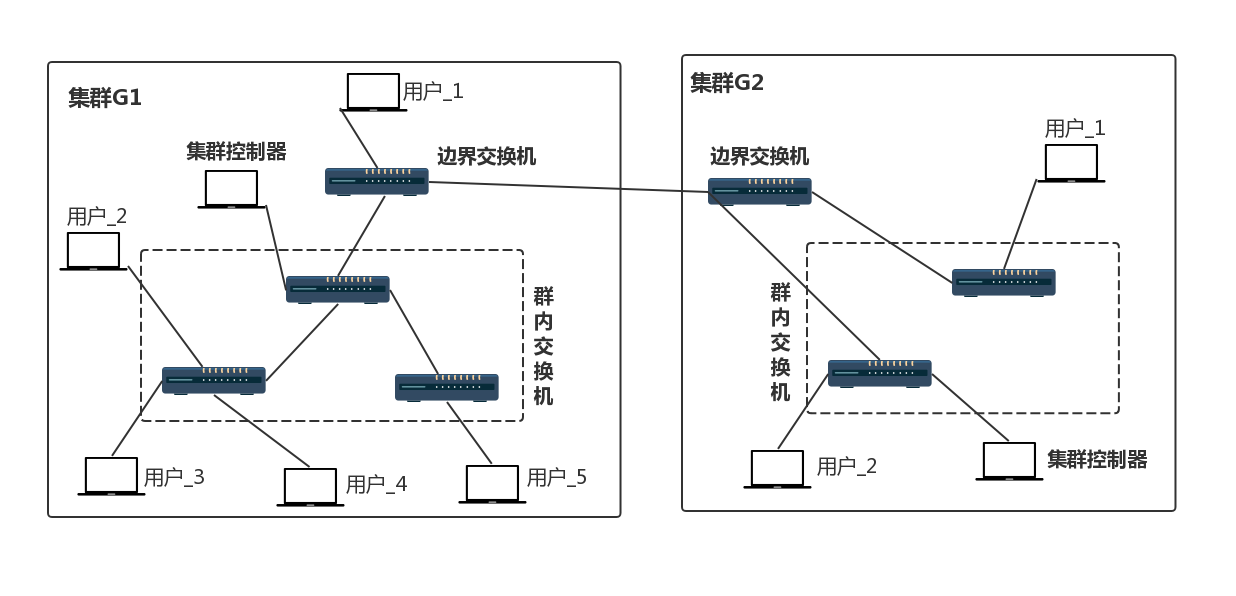 集群G1
用户_1
集群控制器
边界交换机
用户_2
群内交换机
用户_3
用户_4
用户_5
集群G2
边界交换机
用户_1
群内交换机
用户_2
集群控制器